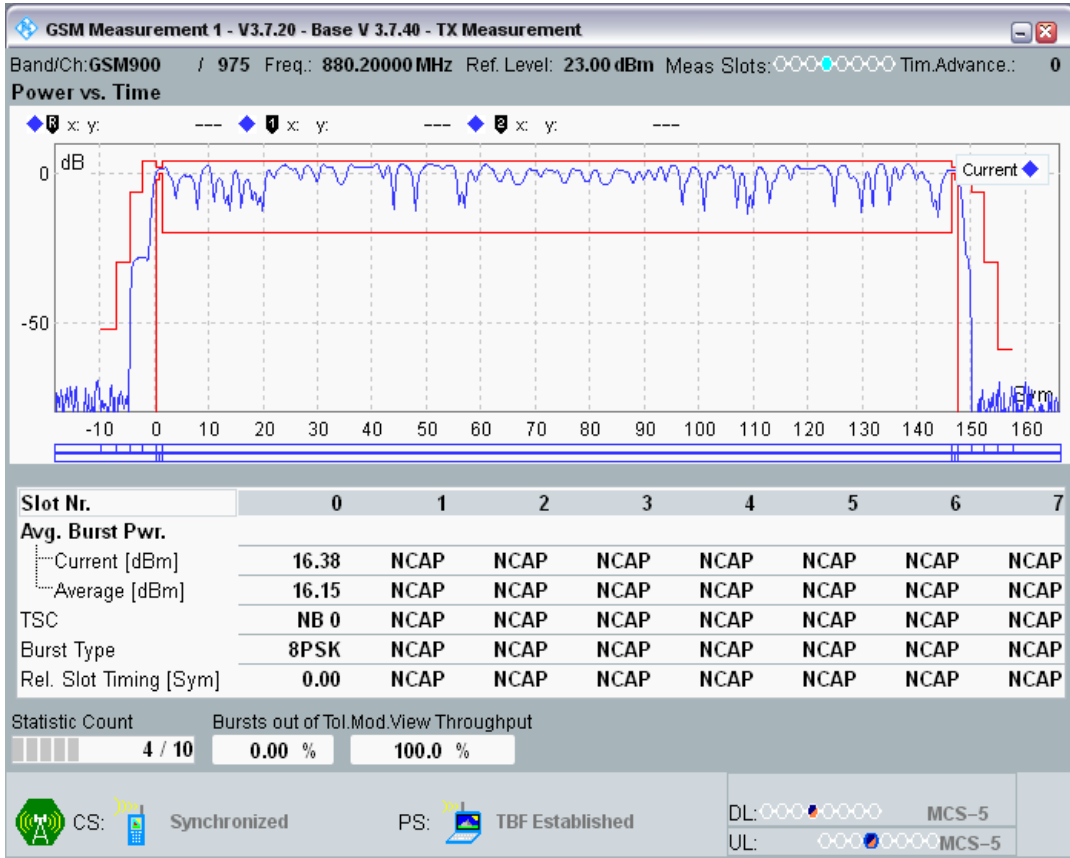 GSM Measurement 1 - V3.7.20 - Base V 3.7.40 - TX Measurement
Band/Ch:GSM900 / 975 Freq.: 880.20000 MHz Ref. Level: 23.00 dBm Meas Slots: Tim.Advance.: 0
Power vs. Time
R x: y: --- 1 x: y: --- 2 x: y: ---
dB
Current
0
-50
Sym
-10 0 10 20 30 40 50 60 70 80 90 100 110 120 130 140 150 160
Slot Nr. 0 1 2 3 4 5 6 7
Avg. Burst Pwr.
Current [dBm] 16.38 NCAP NCAP NCAP NCAP NCAP NCAP NCAP
Average [dBm] 16.15 NCAP NCAP NCAP NCAP NCAP NCAP NCAP
TSC NB 0 NCAP NCAP NCAP NCAP NCAP NCAP NCAP
Burst Type 8PSK NCAP NCAP NCAP NCAP NCAP NCAP NCAP
Rel. Slot Timing [Sym] 0.00 NCAP NCAP NCAP NCAP NCAP NCAP NCAP
Statistic Count Bursts out of Tol.Mod.View Throughput
4 / 10 0.00 % 100.0 %
CS: Synchronized PS: TBF Established DL: MCS-5
UL: MCS-5